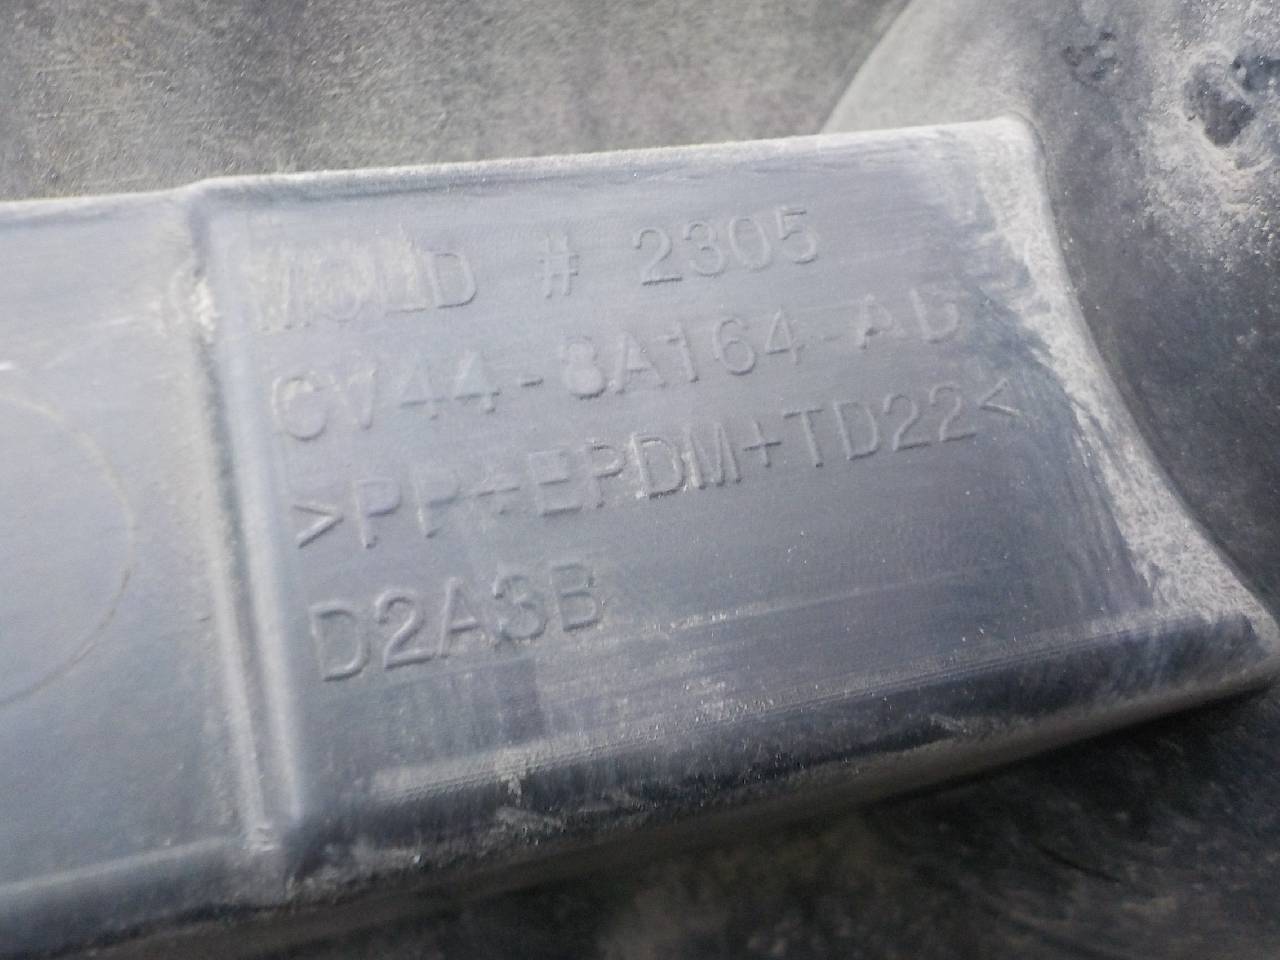 MOLD # 2305
CV44-8A164-AD
>PP+EPDM+TD22<
D2A3B